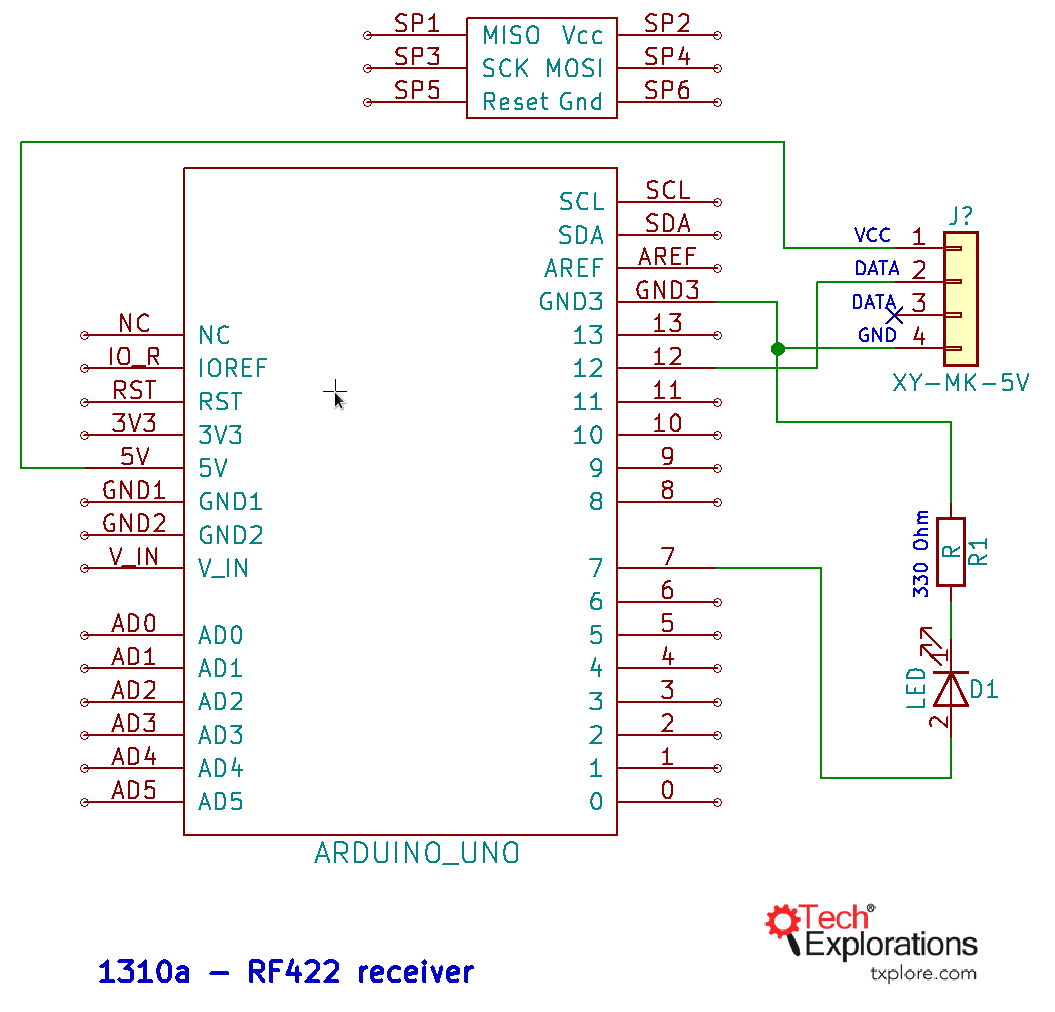 SP1 MISO Vcc SP2
SP3 SCK MOSI SP4
SP5 Reset Gnd SP6
SCL SCL
SDA SDA
AREF AREF
GND3 GND3
NC NC 13 13
IO_R IOREF 12 12
RST RST 11 11
3V3 3V3 10 10
5V 5V 9 9
GND1 GND1 8 8
GND2 GND2
V_IN V_IN 7 7
6 6
AD0 AD0 5 5
AD1 AD1 4 4
AD2 AD2 3 3
AD3 AD3 2 2
AD4 AD4 1 1
AD5 AD5 0 0
ARDUINO_UNO
J?
VCC 1
DATA 2
DATA 3
GND 4
XY-MK-5V
330 Ohm R R1
1
LED D1
2
1310a - RF422 receiver
Tech®
Explorations
txplore.com